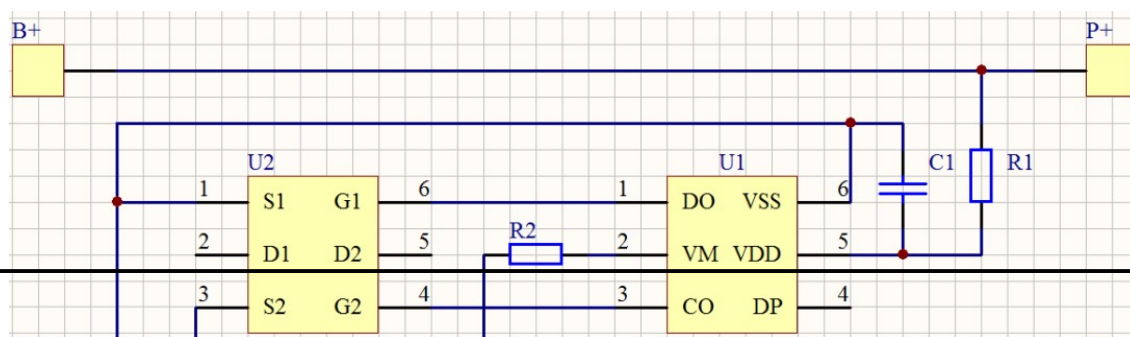 B+ P+
U2 U1 C1 R1
1 S1 G1 6 1 DO VSS 6
R2
2 D1 D2 5 2 VM VDD 5
3 S2 G2 4 3 CO DP 4